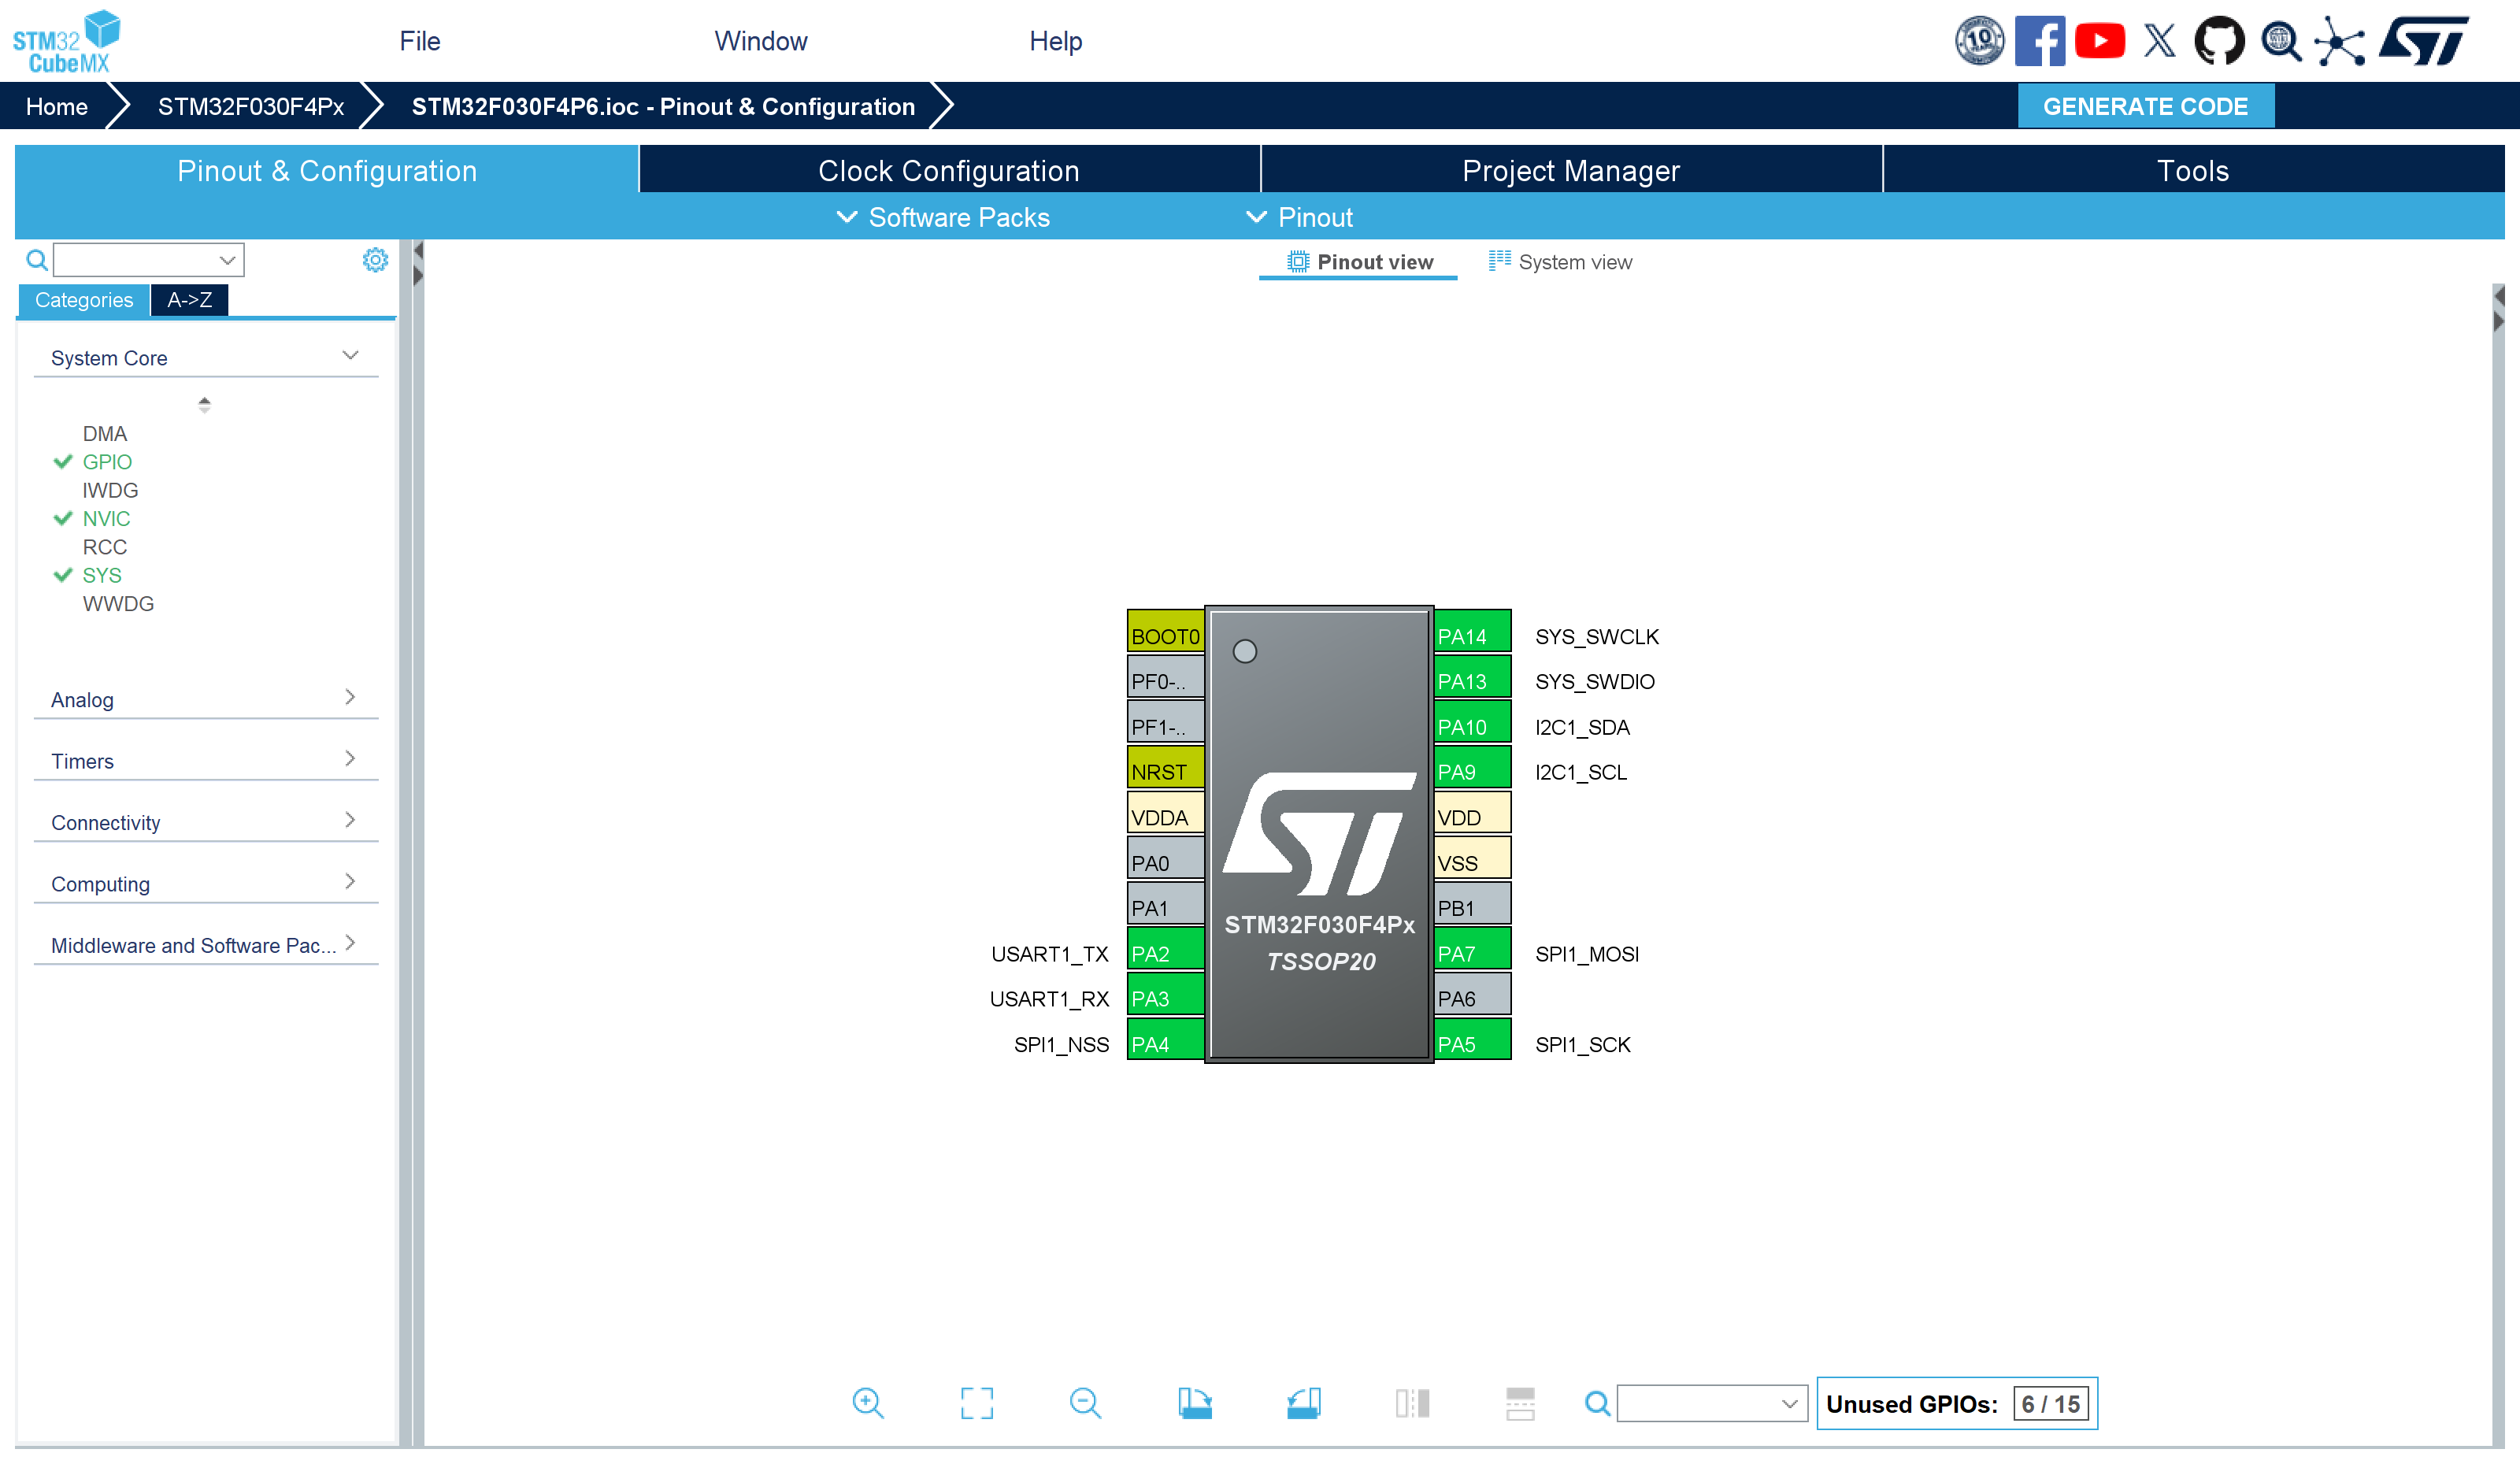 STM32
CubeMX
File
Window
Help
10
YEARS
Home
STM32F030F4Px
STM32F030F4P6.ioc - Pinout & Configuration
GENERATE CODE
Pinout & Configuration
Clock Configuration
Project Manager
Tools
Software Packs
Pinout
Pinout view
System view
Categories
A->Z
System Core
DMA
GPIO
IWDG
NVIC
RCC
SYS
WWDG
Analog
Timers
Connectivity
Computing
Middleware and Software Pac...
BOOT0
PF0-..
PF1-..
NRST
VDDA
PA0
PA1
USART1_TX PA2
USART1_RX PA3
SPI1_NSS PA4
STM32F030F4Px
TSSOP20
PA14 SYS_SWCLK
PA13 SYS_SWDIO
PA10 I2C1_SDA
PA9 I2C1_SCL
VDD
VSS
PB1
PA7 SPI1_MOSI
PA6
PA5 SPI1_SCK
Unused GPIOs: 6 / 15